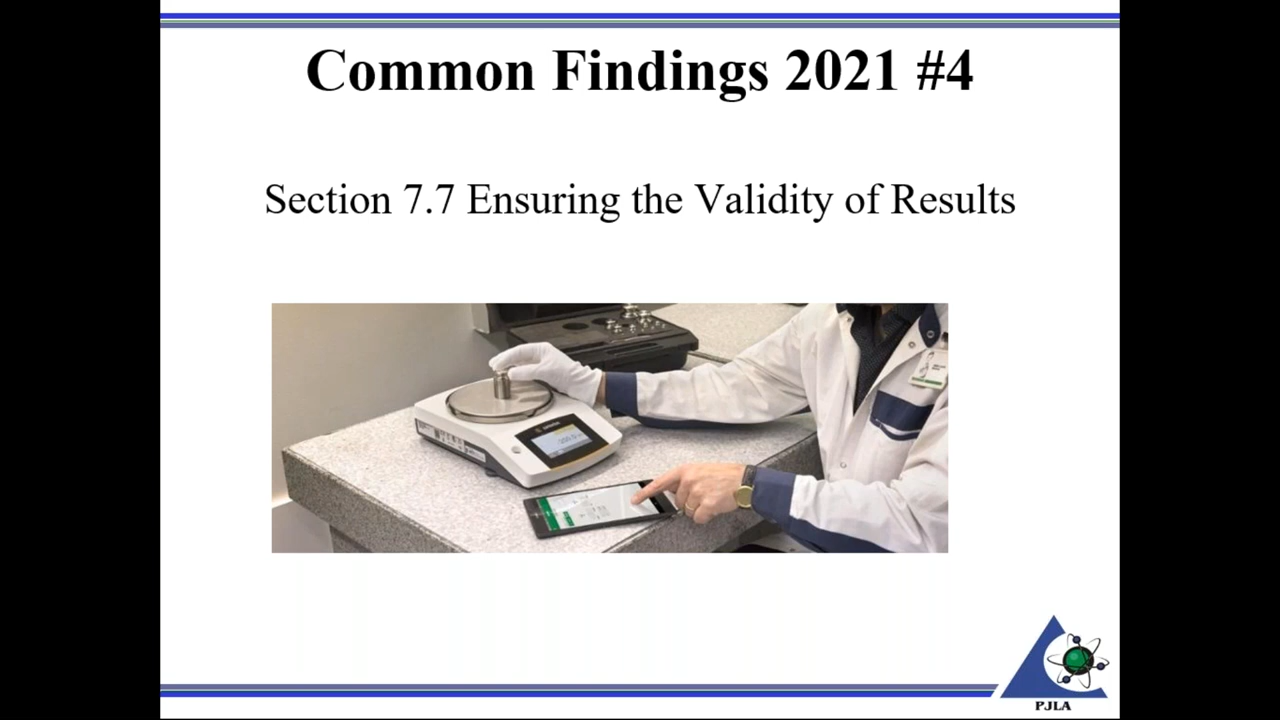 Common Findings 2021 #4
Section 7.7 Ensuring the Validity of Results
PJLA